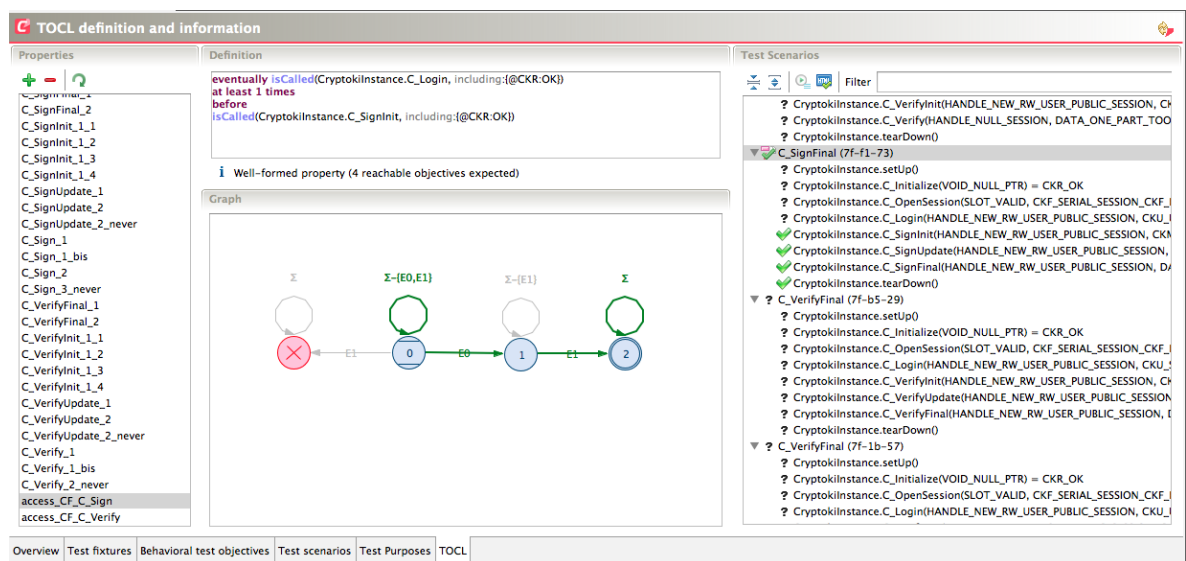 TOCL definition and information
Properties
C_SignFinal_2
C_SignInit_1_1
C_SignInit_1_2
C_SignInit_1_3
C_SignInit_1_4
C_SignUpdate_1
C_SignUpdate_2
C_SignUpdate_2_never
C_Sign_1
C_Sign_1_bis
C_Sign_2
C_Sign_3_never
C_VerifyFinal_1
C_VerifyFinal_2
C_VerifyInit_1_1
C_VerifyInit_1_2
C_VerifyInit_1_3
C_VerifyInit_1_4
C_VerifyUpdate_1
C_VerifyUpdate_2
C_VerifyUpdate_2_never
C_Verify_1
C_Verify_1_bis
C_Verify_2_never
access_CF_C_Sign
access_CF_C_Verify
Definition
eventually isCalled(CryptokiInstance.C_Login, including:{@CKR:OK})
at least 1 times
before
isCalled(CryptokiInstance.C_SignInit, including:{@CKR:OK})
i Well-formed property (4 reachable objectives expected)
Graph
Σ Σ-{E0,E1} Σ-{E1} Σ
E1 0 E0 1 E1 2
Test Scenarios
Filter
? CryptokiInstance.C_VerifyInit(HANDLE_NEW_RW_USER_PUBLIC_SESSION, CK
? CryptokiInstance.C_Verify(HANDLE_NULL_SESSION, DATA_ONE_PART_TOO
? CryptokiInstance.tearDown()
C_SignFinal (7f-f1-73)
? CryptokiInstance.setUp()
? CryptokiInstance.C_Initialize(VOID_NULL_PTR) = CKR_OK
? CryptokiInstance.C_OpenSession(SLOT_VALID, CKF_SERIAL_SESSION_CKF_
? CryptokiInstance.C_Login(HANDLE_NEW_RW_USER_PUBLIC_SESSION, CKU_
CryptokiInstance.C_SignInit(HANDLE_NEW_RW_USER_PUBLIC_SESSION, CKM
CryptokiInstance.C_SignUpdate(HANDLE_NEW_RW_USER_PUBLIC_SESSION,
CryptokiInstance.C_SignFinal(HANDLE_NEW_RW_USER_PUBLIC_SESSION, DA
CryptokiInstance.tearDown()
? C_VerifyFinal (7f-b5-29)
? CryptokiInstance.setUp()
? CryptokiInstance.C_Initialize(VOID_NULL_PTR) = CKR_OK
? CryptokiInstance.C_OpenSession(SLOT_VALID, CKF_SERIAL_SESSION_CKF_
? CryptokiInstance.C_Login(HANDLE_NEW_RW_USER_PUBLIC_SESSION, CKU_
? CryptokiInstance.C_VerifyInit(HANDLE_NEW_RW_USER_PUBLIC_SESSION, CK
? CryptokiInstance.C_VerifyUpdate(HANDLE_NEW_RW_USER_PUBLIC_SESSION
? CryptokiInstance.C_VerifyFinal(HANDLE_NEW_RW_USER_PUBLIC_SESSION,
? CryptokiInstance.tearDown()
? C_VerifyFinal (7f-1b-57)
? CryptokiInstance.setUp()
? CryptokiInstance.C_Initialize(VOID_NULL_PTR) = CKR_OK
? CryptokiInstance.C_OpenSession(SLOT_VALID, CKF_SERIAL_SESSION_CKF_
? CryptokiInstance.C_Login(HANDLE_NEW_RW_USER_PUBLIC_SESSION, CKU_
Overview Test fixtures Behavioral test objectives Test scenarios Test Purposes TOCL